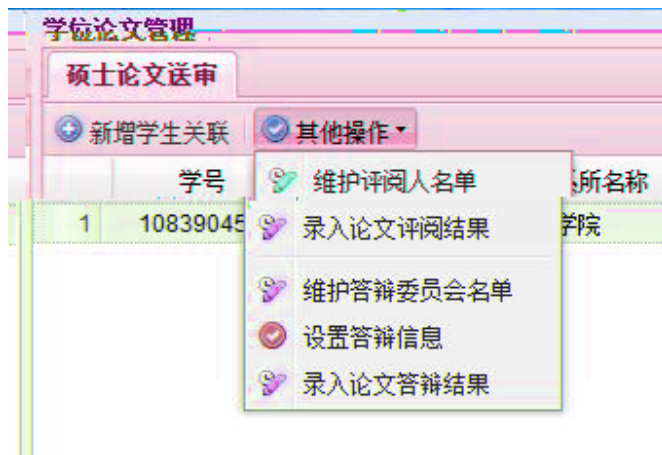 学位论文管理
硕士论文送审
新增学生关联 其他操作
学号 所名称
1 10839045 学院
维护评阅人名单
录入论文评阅结果
维护答辩委员会名单
设置答辩信息
录入论文答辩结果